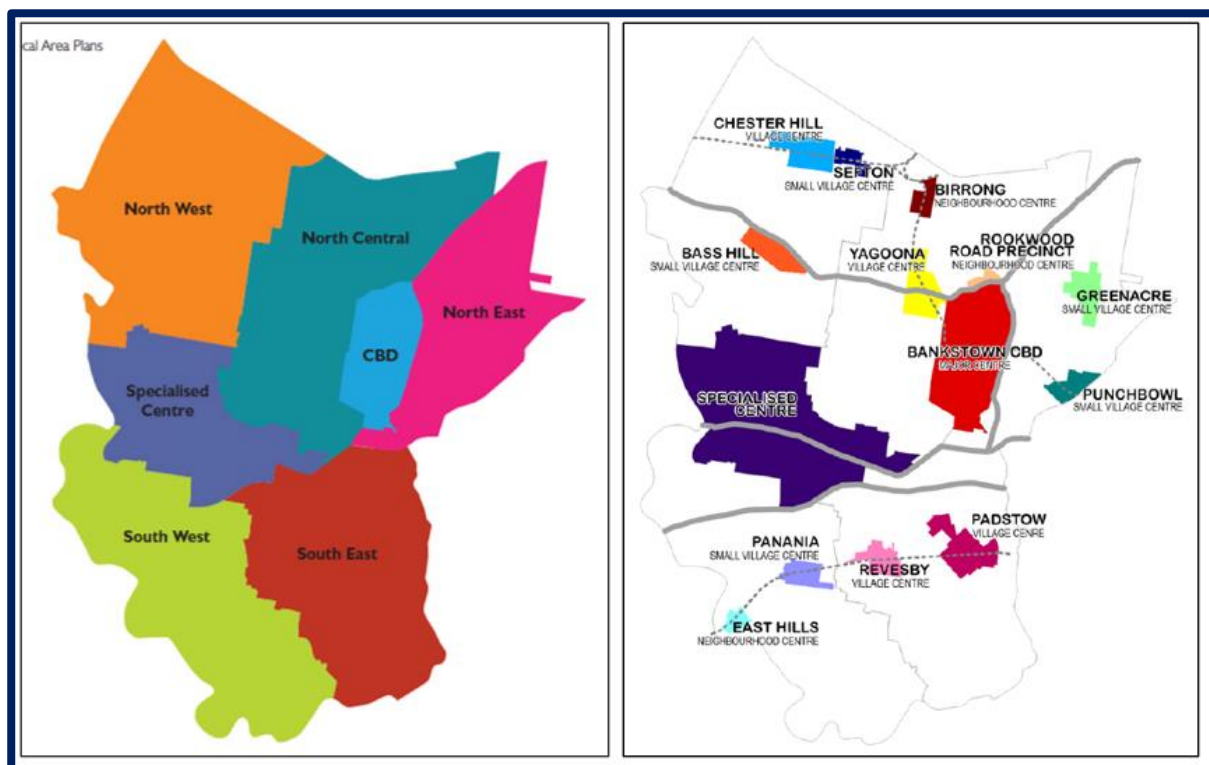 cal Area Plans
North West
North Central
North East
CBD
Specialised
Centre
South West
South East
CHESTER HILL
VILLAGE CENTRE
SEFTON
SMALL VILLAGE CENTRE
BIRRONG
NEIGHBOURHOOD CENTRE
ROOKWOOD
ROAD PRECINCT
NEIGHBOURHOOD CENTRE
BASS HILL
SMALL VILLAGE CENTRE
YAGOONA
VILLAGE CENTRE
GREENACRE
SMALL VILLAGE CENTRE
BANKSTOWN CBD
MAJOR CENTRE
PUNCHBOWL
SMALL VILLAGE CENTRE
SPECIALISED
CENTRE
PADSTOW
VILLAGE CENRE
PANANIA
SMALL VILLAGE CENTRE
REVESBY
VILLAGE CENTRE
EAST HILLS
NEIGHBOURHOOD CENTRE